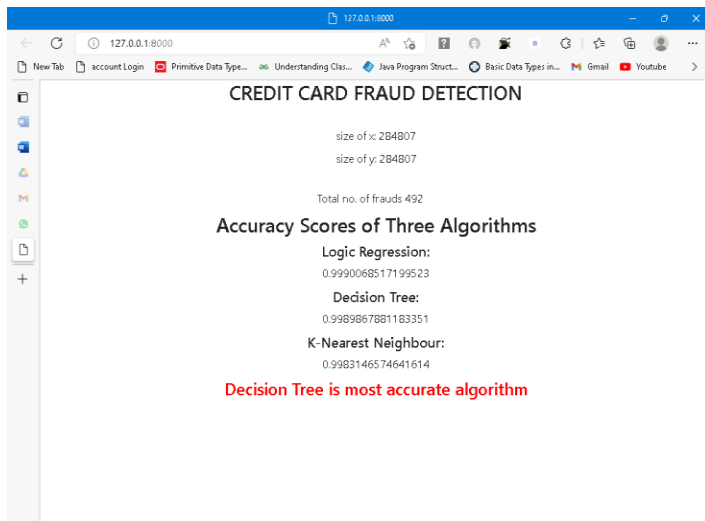 127.0.0.1:8000
127.0.0.1:8000
New Tab account Login Primitive Data Type... Understanding Clas... Java Program Struct... Basic Data Types in... Gmail Youtube
CREDIT CARD FRAUD DETECTION
size of x: 284807
size of y: 284807
Total no. of frauds 492
Accuracy Scores of Three Algorithms
Logic Regression:
0.9990068517199523
Decision Tree:
0.9989867881183351
K-Nearest Neighbour:
0.9983146574641614
Decision Tree is most accurate algorithm